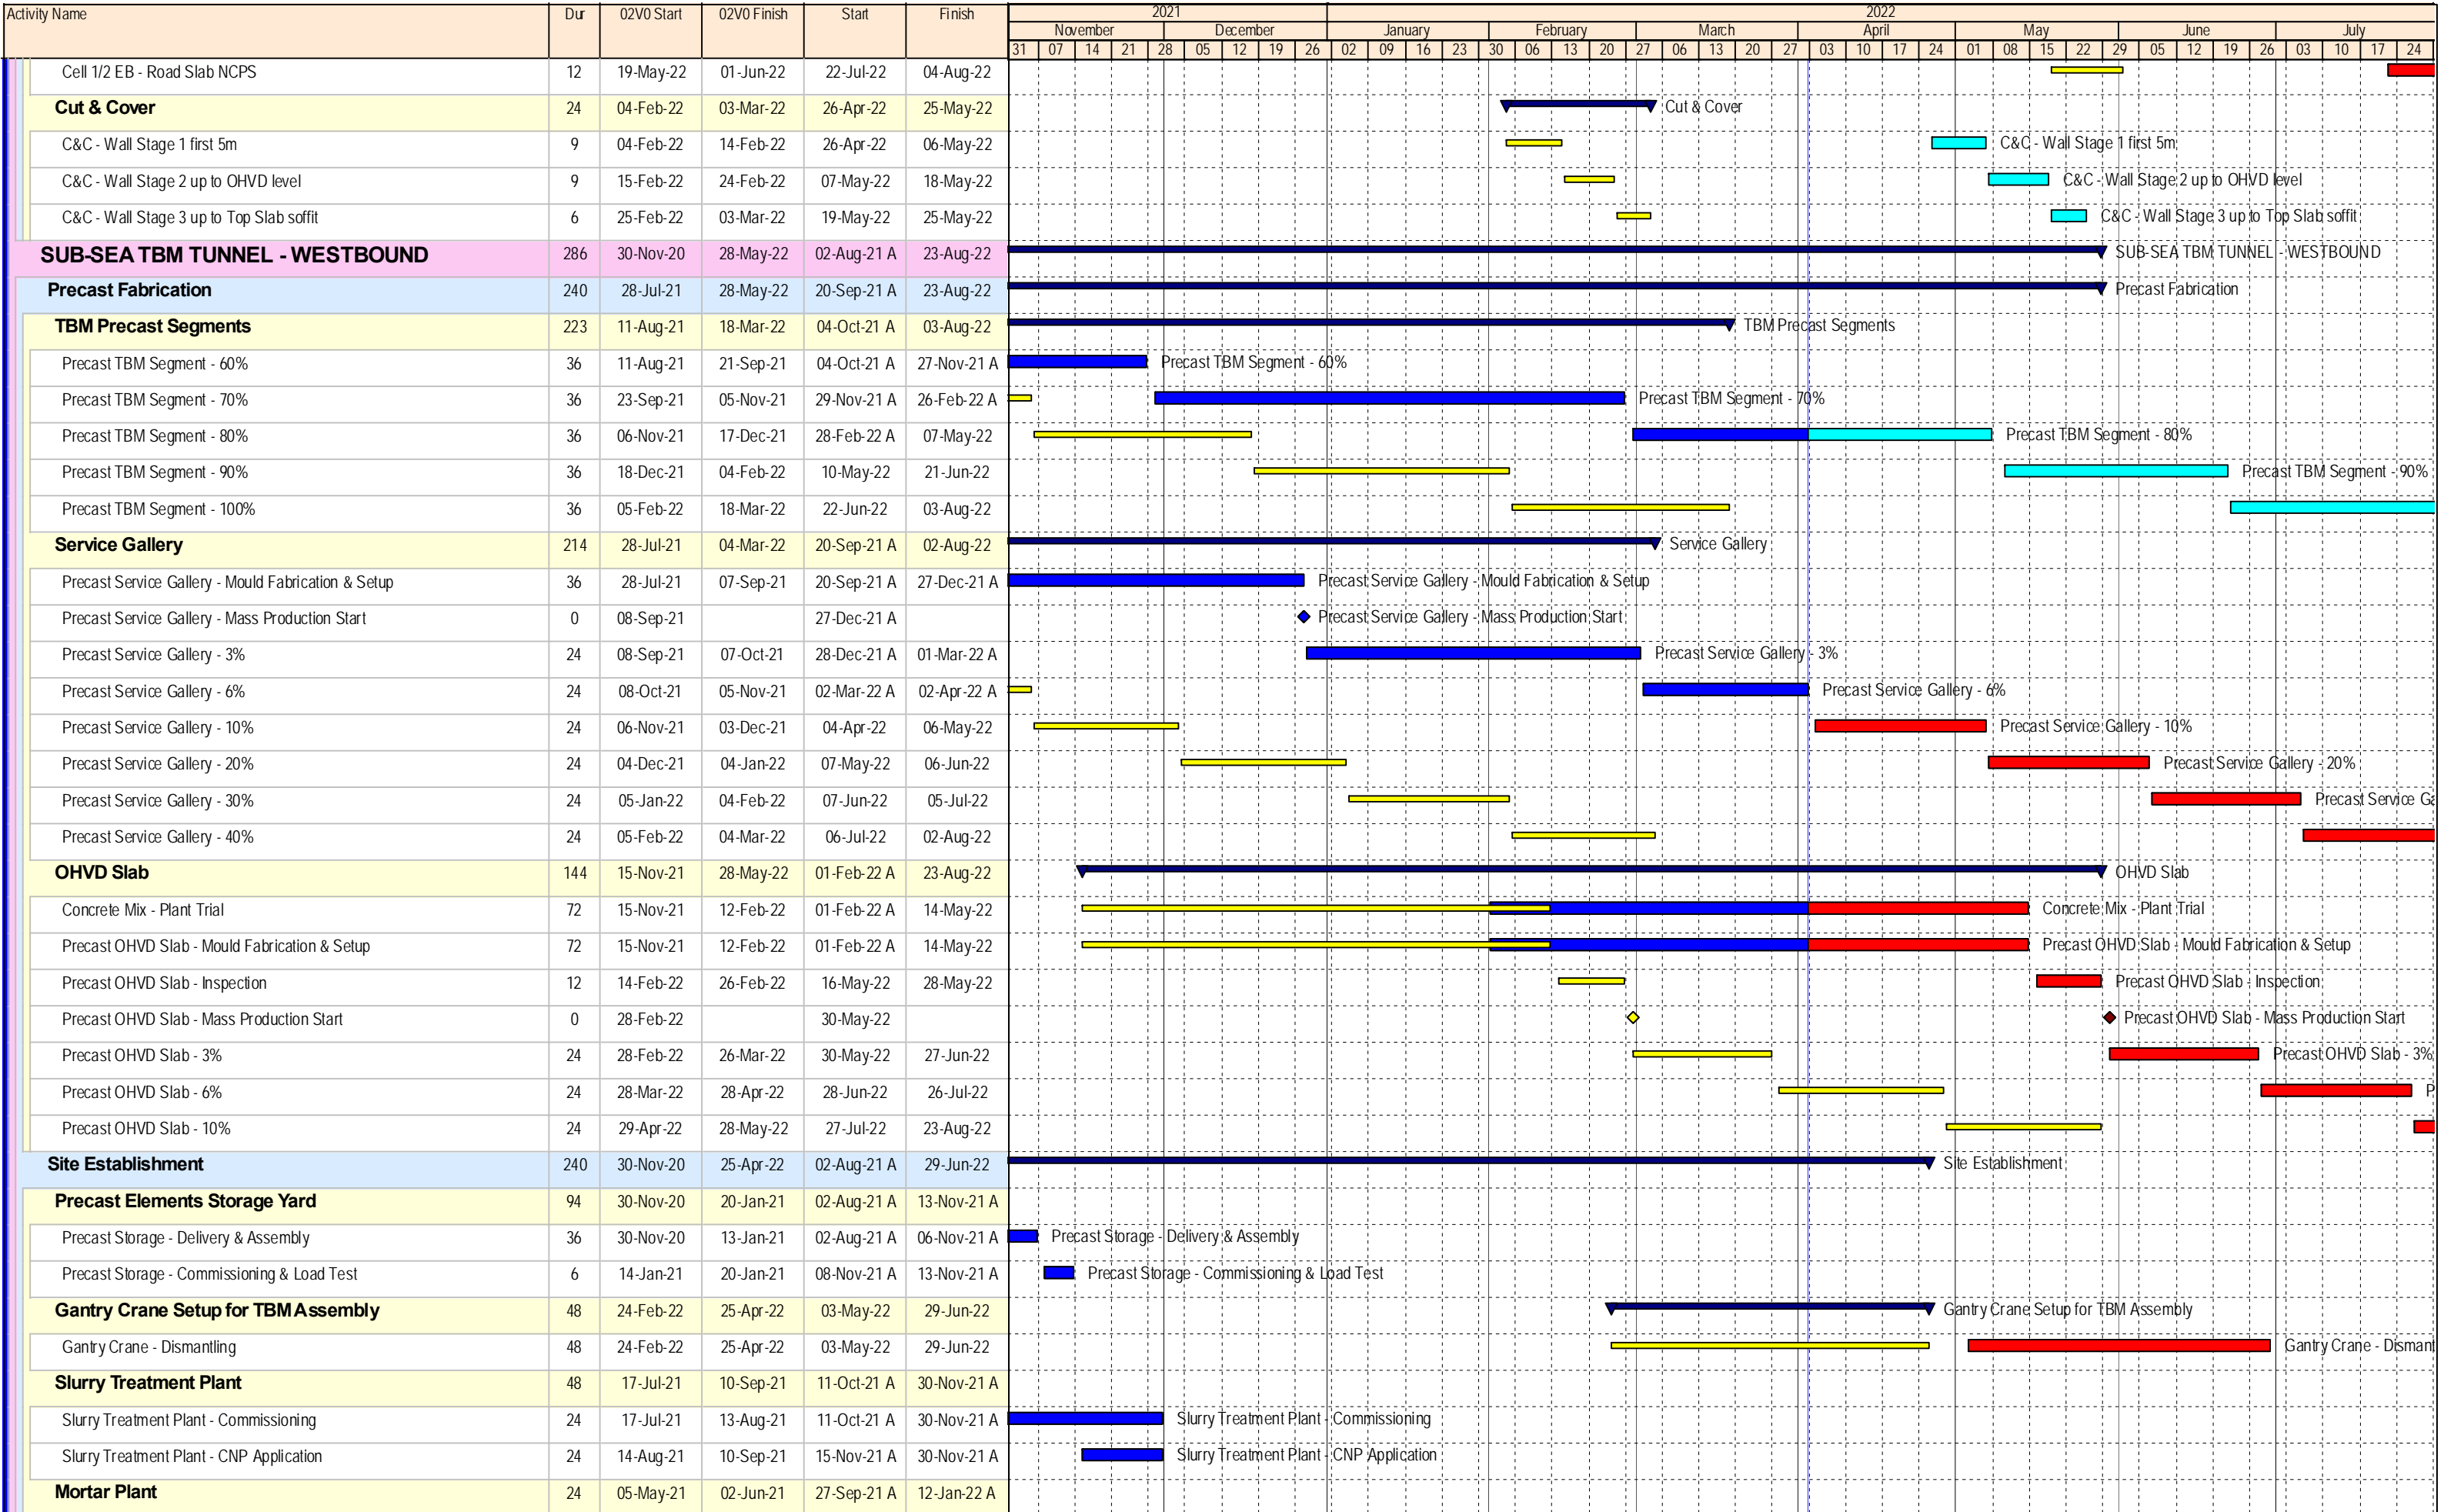 Activity Name Dur 02V0 Start 02V0 Finish Start Finish 2021 2022
November December January February March April May June July
31 07 14 21 28 05 12 19 26 02 09 16 23 30 06 13 20 27 06 13 20 27 03 10 17 24 01 08 15 22 29 05 12 19 26 03 10 17 24
Cell 1/2 EB - Road Slab NCPS 12 19-May-22 01-Jun-22 22-Jul-22 04-Aug-22
Cut & Cover 24 04-Feb-22 03-Mar-22 26-Apr-22 25-May-22 Cut & Cover
C&C - Wall Stage 1 first 5m 9 04-Feb-22 14-Feb-22 26-Apr-22 06-May-22 C&C - Wall Stage 1 first 5m
C&C - Wall Stage 2 up to OHVD level 9 15-Feb-22 24-Feb-22 07-May-22 18-May-22 C&C - Wall Stage 2 up to OHVD level
C&C - Wall Stage 3 up to Top Slab soffit 6 25-Feb-22 03-Mar-22 19-May-22 25-May-22 C&C - Wall Stage 3 up to Top Slab soffit
SUB-SEA TBM TUNNEL - WESTBOUND 286 30-Nov-20 28-May-22 02-Aug-21 A 23-Aug-22 SUB-SEA TBM TUNNEL - WESTBOUND
Precast Fabrication 240 28-Jul-21 28-May-22 20-Sep-21 A 23-Aug-22 Precast Fabrication
TBM Precast Segments 223 11-Aug-21 18-Mar-22 04-Oct-21 A 03-Aug-22 TBM Precast Segments
Precast TBM Segment - 60% 36 11-Aug-21 21-Sep-21 04-Oct-21 A 27-Nov-21 A Precast TBM Segment - 60%
Precast TBM Segment - 70% 36 23-Sep-21 05-Nov-21 29-Nov-21 A 26-Feb-22 A Precast TBM Segment - 70%
Precast TBM Segment - 80% 36 06-Nov-21 17-Dec-21 28-Feb-22 A 07-May-22 Precast TBM Segment - 80%
Precast TBM Segment - 90% 36 18-Dec-21 04-Feb-22 10-May-22 21-Jun-22 Precast TBM Segment - 90%
Precast TBM Segment - 100% 36 05-Feb-22 18-Mar-22 22-Jun-22 03-Aug-22
Service Gallery 214 28-Jul-21 04-Mar-22 20-Sep-21 A 02-Aug-22 Service Gallery
Precast Service Gallery - Mould Fabrication & Setup 36 28-Jul-21 07-Sep-21 20-Sep-21 A 27-Dec-21 A Precast Service Gallery - Mould Fabrication & Setup
Precast Service Gallery - Mass Production Start 0 08-Sep-21 27-Dec-21 A Precast Service Gallery - Mass Production Start
Precast Service Gallery - 3% 24 08-Sep-21 07-Oct-21 28-Dec-21 A 01-Mar-22 A Precast Service Gallery - 3%
Precast Service Gallery - 6% 24 08-Oct-21 05-Nov-21 02-Mar-22 A 02-Apr-22 A Precast Service Gallery - 6%
Precast Service Gallery - 10% 24 06-Nov-21 03-Dec-21 04-Apr-22 06-May-22 Precast Service Gallery - 10%
Precast Service Gallery - 20% 24 04-Dec-21 04-Jan-22 07-May-22 06-Jun-22 Precast Service Gallery - 20%
Precast Service Gallery - 30% 24 05-Jan-22 04-Feb-22 07-Jun-22 05-Jul-22 Precast Service Ga
Precast Service Gallery - 40% 24 05-Feb-22 04-Mar-22 06-Jul-22 02-Aug-22
OHVD Slab 144 15-Nov-21 28-May-22 01-Feb-22 A 23-Aug-22 OHVD Slab
Concrete Mix - Plant Trial 72 15-Nov-21 12-Feb-22 01-Feb-22 A 14-May-22 Concrete Mix - Plant Trial
Precast OHVD Slab - Mould Fabrication & Setup 72 15-Nov-21 12-Feb-22 01-Feb-22 A 14-May-22 Precast OHVD Slab - Mould Fabrication & Setup
Precast OHVD Slab - Inspection 12 14-Feb-22 26-Feb-22 16-May-22 28-May-22 Precast OHVD Slab - Inspection
Precast OHVD Slab - Mass Production Start 0 28-Feb-22 30-May-22 Precast OHVD Slab - Mass Production Start
Precast OHVD Slab - 3% 24 28-Feb-22 26-Mar-22 30-May-22 27-Jun-22 Precast OHVD Slab - 3%
Precast OHVD Slab - 6% 24 28-Mar-22 28-Apr-22 28-Jun-22 26-Jul-22 P
Precast OHVD Slab - 10% 24 29-Apr-22 28-May-22 27-Jul-22 23-Aug-22
Site Establishment 240 30-Nov-20 25-Apr-22 02-Aug-21 A 29-Jun-22 Site Establishment
Precast Elements Storage Yard 94 30-Nov-20 20-Jan-21 02-Aug-21 A 13-Nov-21 A
Precast Storage - Delivery & Assembly 36 30-Nov-20 13-Jan-21 02-Aug-21 A 06-Nov-21 A Precast Storage - Delivery & Assembly
Precast Storage - Commissioning & Load Test 6 14-Jan-21 20-Jan-21 08-Nov-21 A 13-Nov-21 A Precast Storage - Commissioning & Load Test
Gantry Crane Setup for TBM Assembly 48 24-Feb-22 25-Apr-22 03-May-22 29-Jun-22 Gantry Crane Setup for TBM Assembly
Gantry Crane - Dismantling 48 24-Feb-22 25-Apr-22 03-May-22 29-Jun-22 Gantry Crane - Dismant
Slurry Treatment Plant 48 17-Jul-21 10-Sep-21 11-Oct-21 A 30-Nov-21 A
Slurry Treatment Plant - Commissioning 24 17-Jul-21 13-Aug-21 11-Oct-21 A 30-Nov-21 A Slurry Treatment Plant - Commissioning
Slurry Treatment Plant - CNP Application 24 14-Aug-21 10-Sep-21 15-Nov-21 A 30-Nov-21 A Slurry Treatment Plant - CNP Application
Mortar Plant 24 05-May-21 02-Jun-21 27-Sep-21 A 12-Jan-22 A